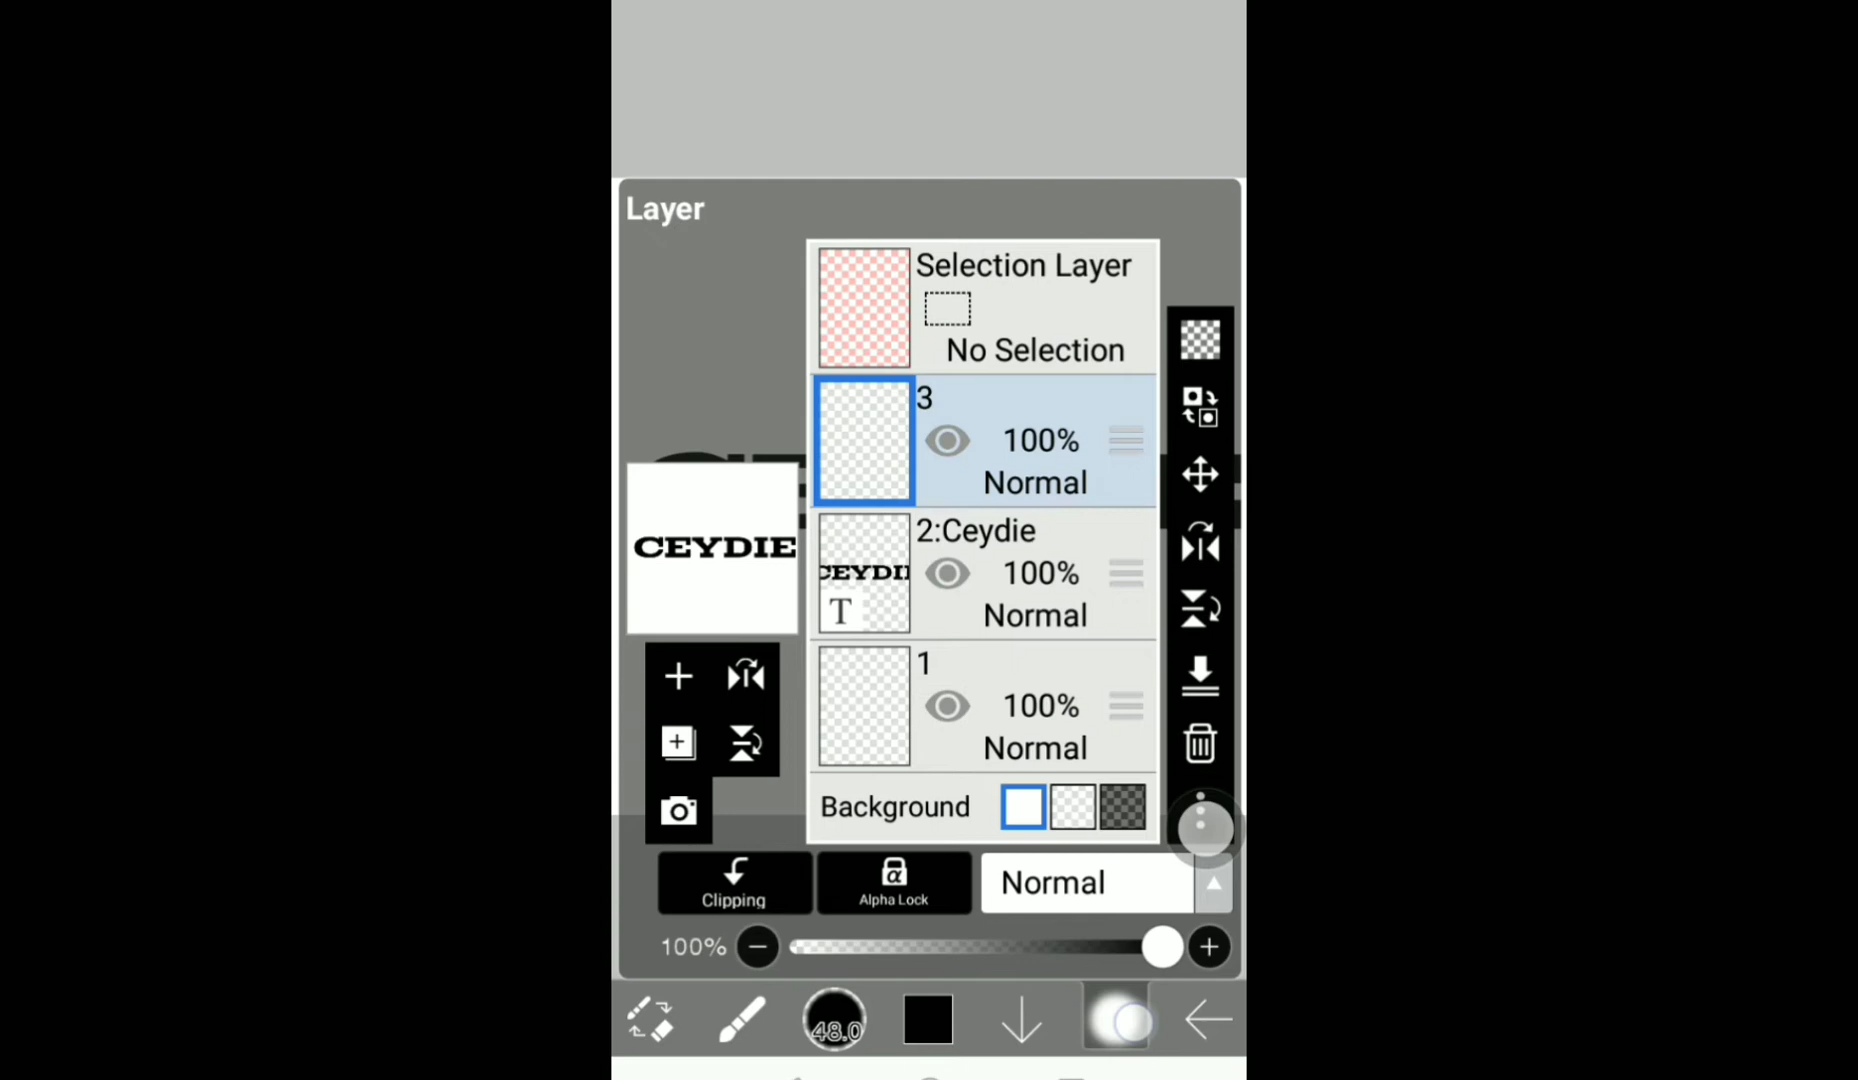 Layer
Selection Layer
No Selection
3
100%
Normal
CEYDIE
2:Ceydie
CEYDIE
T
100%
Normal
1
100%
Normal
Background
Clipping
α
Alpha Lock
Normal
100%
48.0